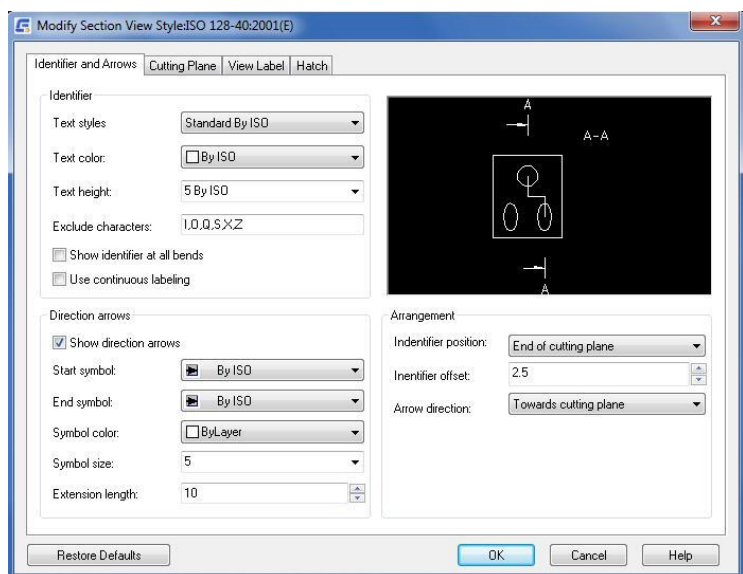 Modify Section View Style:ISO 128-40:2001(E)
Identifier and Arrows Cutting Plane View Label Hatch
Identifier
Text styles Standard By ISO
Text color: By ISO
Text height: 5 By ISO
Exclude characters: I,O,Q,S,X,Z
Show identifier at all bends
Use continuous labeling
A
A-A
A
Direction arrows
Show direction arrows
Start symbol: By ISO
End symbol: By ISO
Symbol color: ByLayer
Symbol size: 5
Extension length: 10
Arrangement
Indentifier position: End of cutting plane
Inentifier offset: 2.5
Arrow direction: Towards cutting plane
Restore Defaults OK Cancel Help